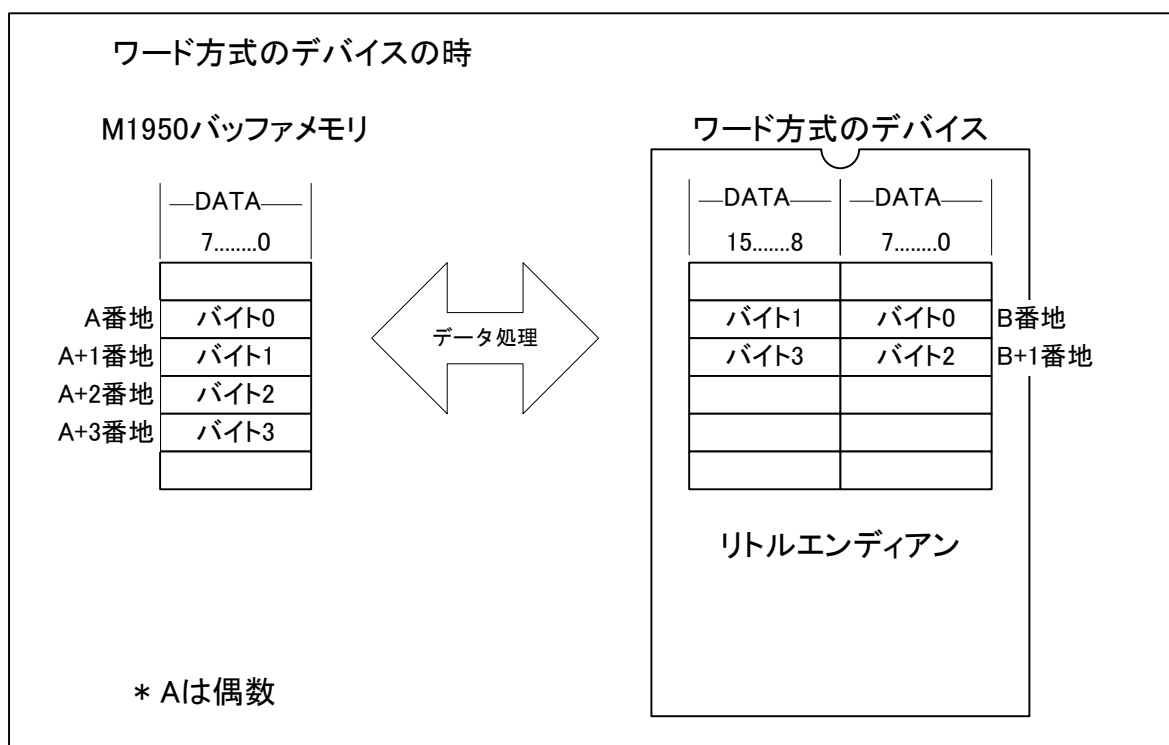 ワード方式のデバイスの時
M1950バッファメモリ
ワード方式のデバイス
DATA
DATA
DATA
7........0
15.......8
7........0
A番地
バイト0
バイト1
バイト0
B番地
A+1番地
バイト1
データ処理
バイト3
バイト2
B+1番地
A+2番地
バイト2
A+3番地
バイト3
リトルエンディアン
* Aは偶数